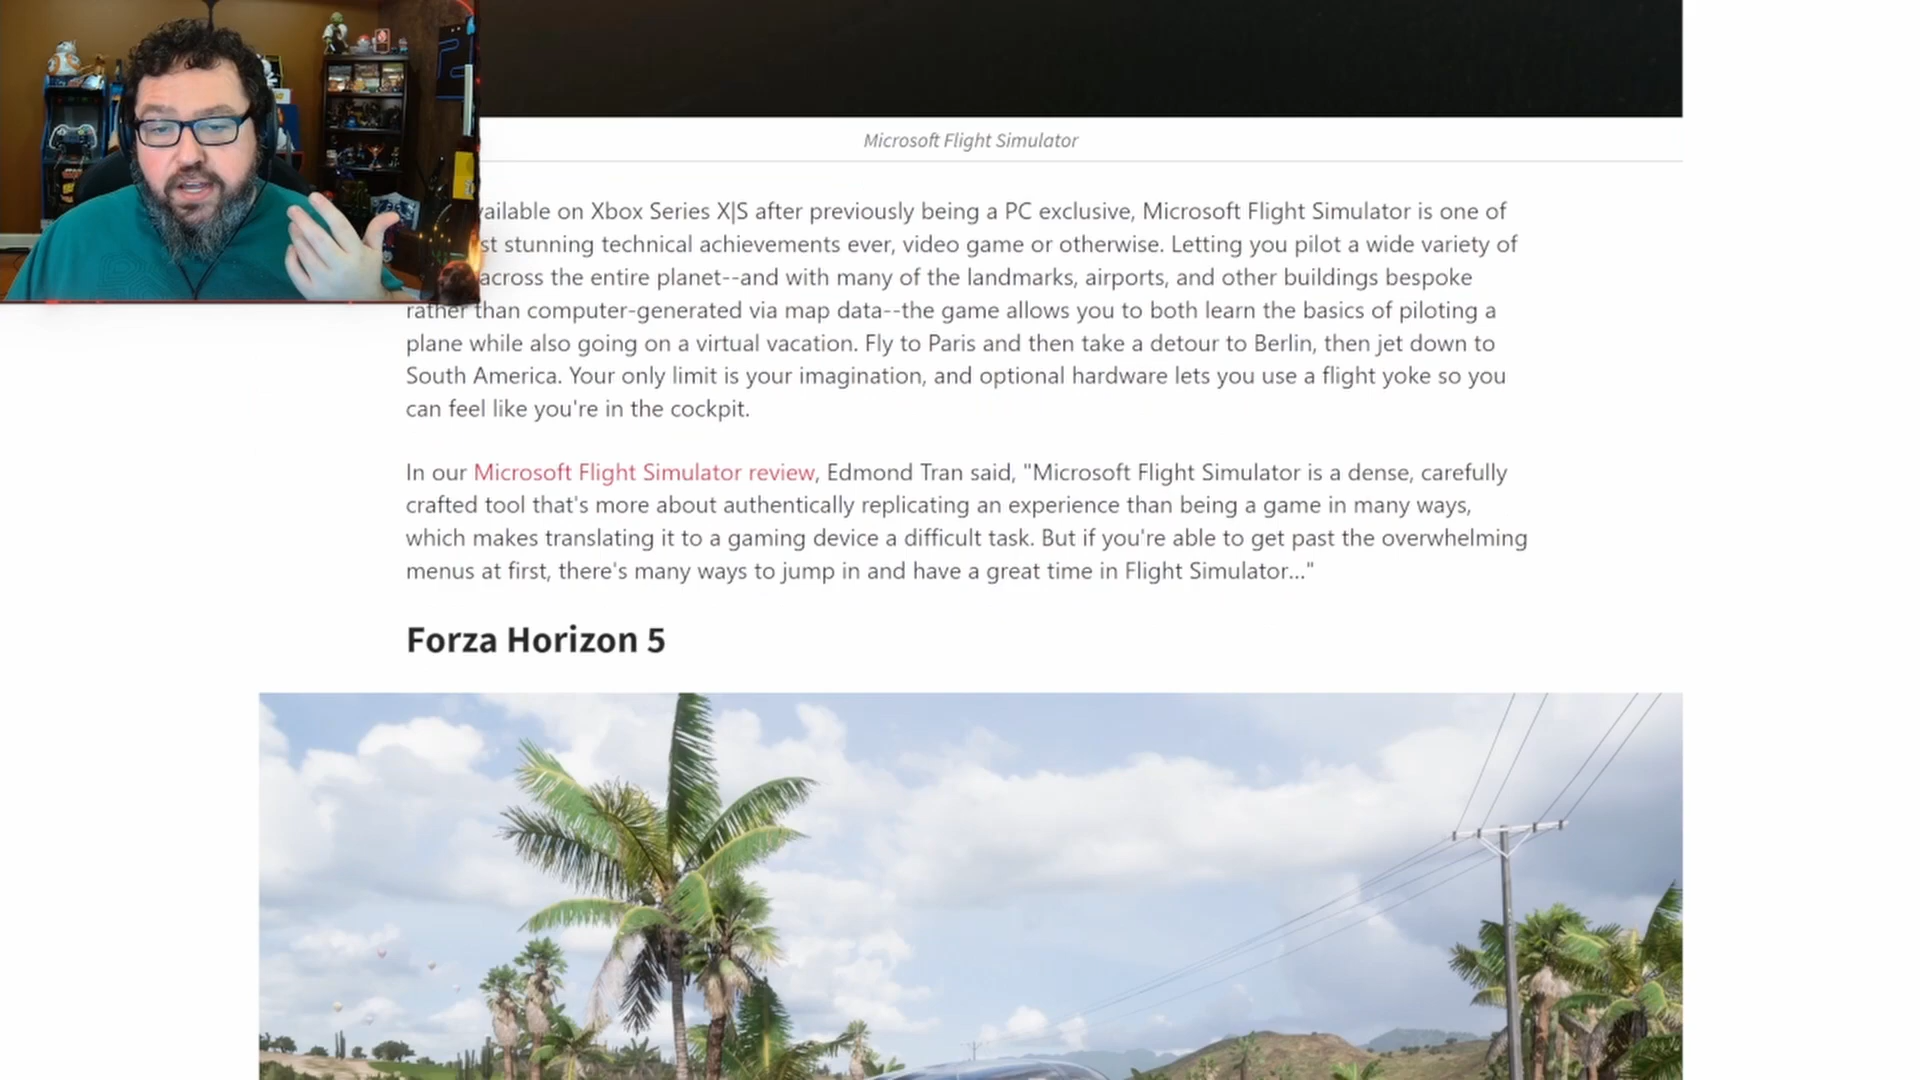 Microsoft Flight Simulator
vailable on Xbox Series X|S after previously being a PC exclusive, Microsoft Flight Simulator is one of
st stunning technical achievements ever, video game or otherwise. Letting you pilot a wide variety of
across the entire planet--and with many of the landmarks, airports, and other buildings bespoke
rather than computer-generated via map data--the game allows you to both learn the basics of piloting a
plane while also going on a virtual vacation. Fly to Paris and then take a detour to Berlin, then jet down to
South America. Your only limit is your imagination, and optional hardware lets you use a flight yoke so you
can feel like you're in the cockpit.
In our Microsoft Flight Simulator review, Edmond Tran said, "Microsoft Flight Simulator is a dense, carefully
crafted tool that's more about authentically replicating an experience than being a game in many ways,
which makes translating it to a gaming device a difficult task. But if you're able to get past the overwhelming
menus at first, there's many ways to jump in and have a great time in Flight Simulator..."
Forza Horizon 5